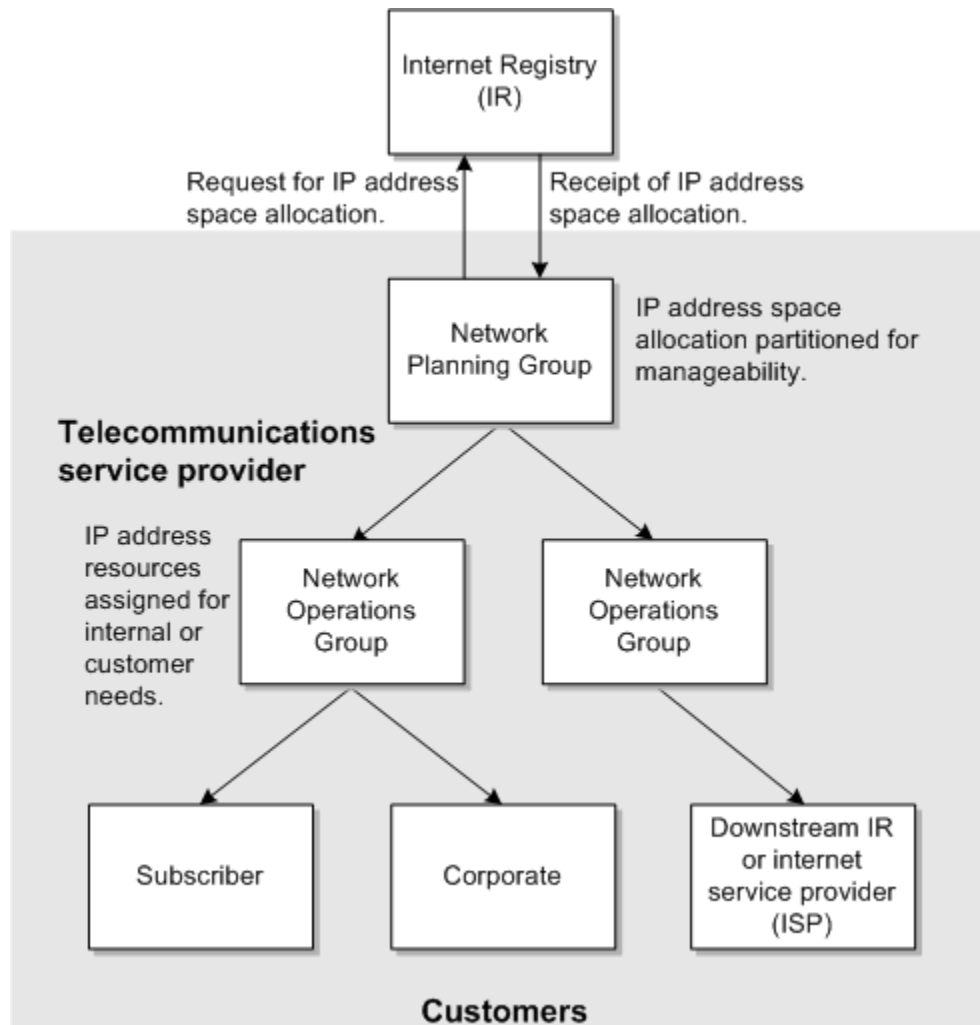 Internet Registry
(IR)
Request for IP address
space allocation.
Receipt of IP address
space allocation.
Network
Planning Group
IP address space
allocation partitioned for
manageability.
Telecommunications
service provider
IP address
resources
assigned for
internal or
customer
needs.
Network
Operations
Group
Network
Operations
Group
Subscriber
Corporate
Downstream IR
or internet
service provider
(ISP)
Customers